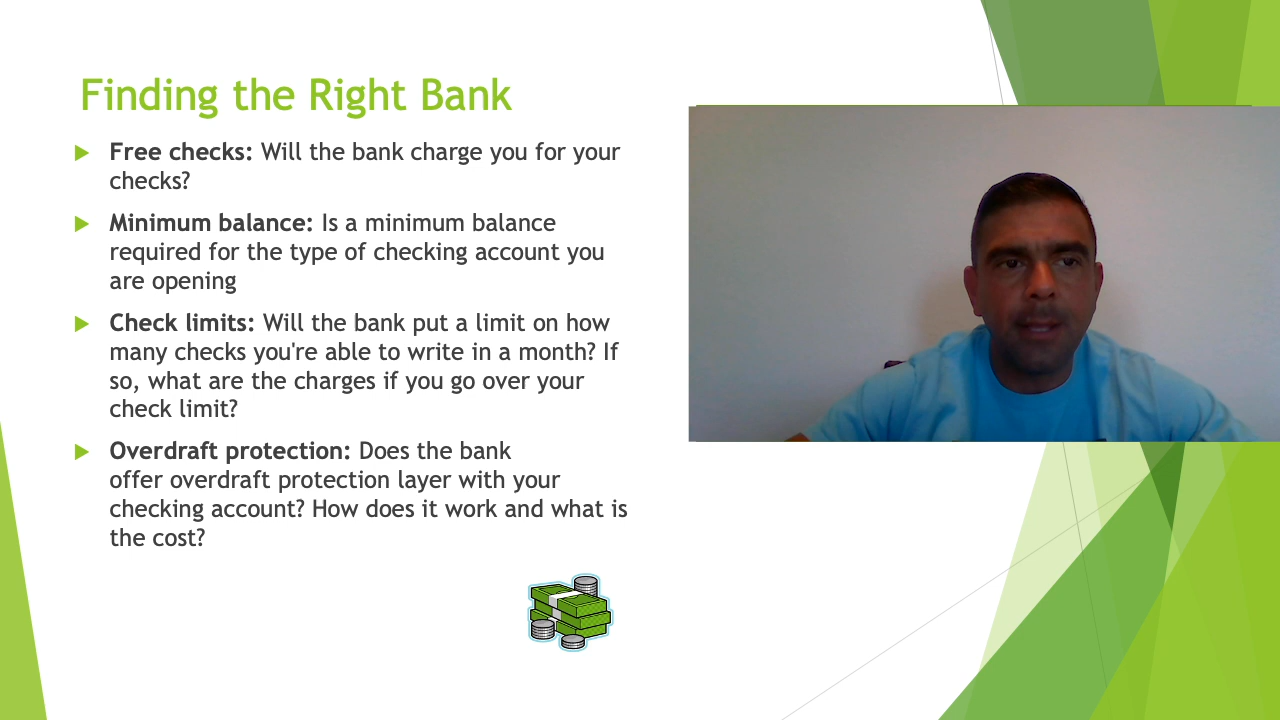 Finding the Right Bank
Free checks: Will the bank charge you for your
checks?
Minimum balance: Is a minimum balance
required for the type of checking account you
are opening
Check limits: Will the bank put a limit on how
many checks you're able to write in a month? If
so, what are the charges if you go over your
check limit?
Overdraft protection: Does the bank
offer overdraft protection layer with your
checking account? How does it work and what is
the cost?